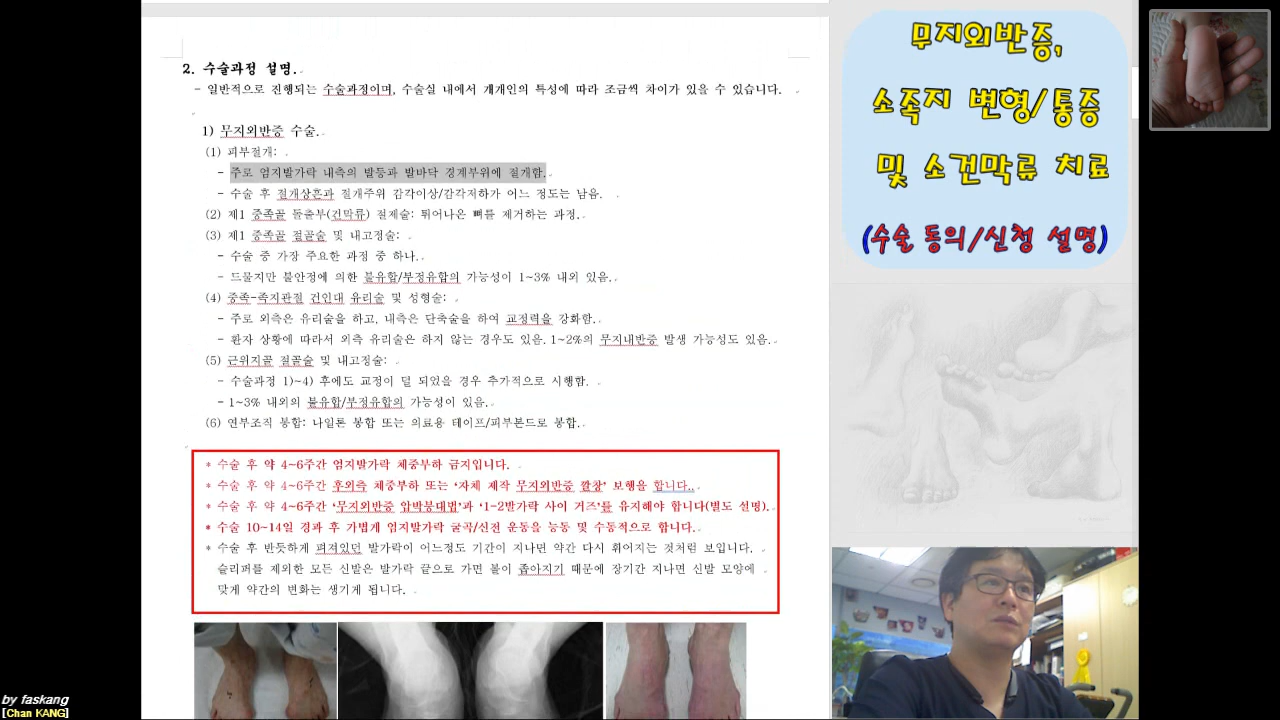 2. 수술과정 설명.
- 일반적으로 진행되는 수술과정이며, 수술실 내에서 개개인의 특성에 따라 조금씩 차이가 있을 수 있습니다.
1) 무지외반증 수술.
(1) 피부절개:
- 주로 엄지발가락 내측의 발등과 발바닥 경계부위에 절개함.
- 수술 후 절개창흔과 절개주위 감각이상/감각저하가 어느 정도는 남음.
(2) 제1 중족골 돌출부(건막류) 절제술: 튀어나온 뼈를 제거하는 과정.
(3) 제1 중족골 절골술 및 내고정술:
- 수술 중 가장 주요한 과정 중 하나.
- 드물지만 불안정에 의한 불유합/부정유합의 가능성이 1~3% 내외 있음.
(4) 중족-족지관절 건인대 유리술 및 성형술:
- 주로 외측은 유리술을 하고, 내측은 단축술을 하여 교정력을 강화함.
- 환자 상황에 따라서 외측 유리술은 하지 않는 경우도 있음. 1~2%의 무지내반증 발생 가능성도 있음.
(5) 근위지골 절골술 및 내고정술:
- 수술과정 1)~4) 후에도 교정이 덜 되었을 경우 추가적으로 시행함.
- 1~3% 내외의 불유합/부정유합의 가능성이 있음.
(6) 연부조직 봉합: 나일론 봉합 또는 의료용 테이프/피부본드로 봉합.
* 수술 후 약 4~6주간 엄지발가락 체중부하 금지입니다.
* 수술 후 약 4~6주간 후외측 체중부하 또는 '자체 제작 무지외반증 깔창' 보행을 합니다..
* 수술 후 약 4~6주간 '무지외반증 압박붕대법'과 '1-2발가락 사이 거즈'를 유지해야 합니다(별도 설명).
* 수술 10~14일 경과 후 가볍게 엄지발가락 굴곡/신전 운동을 능동 및 수동적으로 합니다.
* 수술 후 반듯하게 펴져있던 발가락이 어느정도 기간이 지나면 약간 다시 휘어지는 것처럼 보입니다.
슬리퍼를 제외한 모든 신발은 발가락 끝으로 가면 볼이 좁아지기 때문에 장기간 지나면 신발 모양에
맞게 약간의 변화는 생기게 됩니다.
무지외반증,
소족지 변형/통증
및 소건막류 치료
(수술 동의/신청 설명)
by faskang
[Chan KANG]